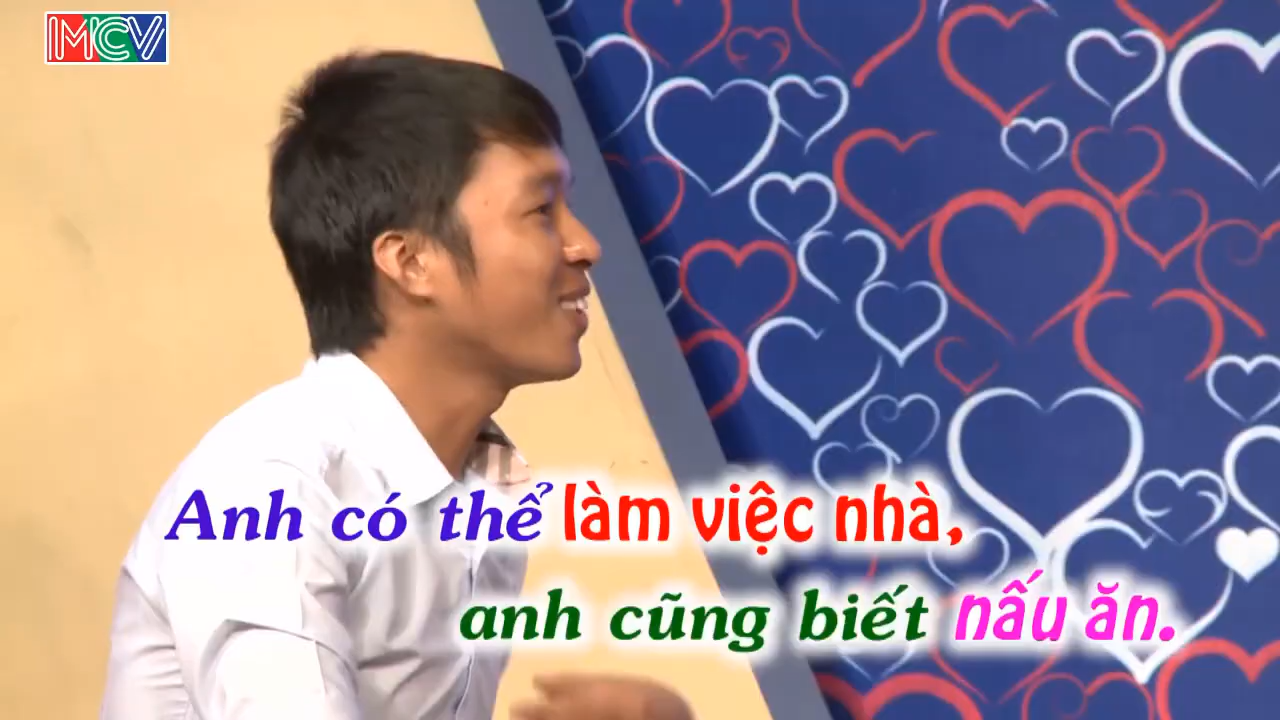 MCV
Anh có thể làm việc nhà,
anh cũng biết nấu ăn.